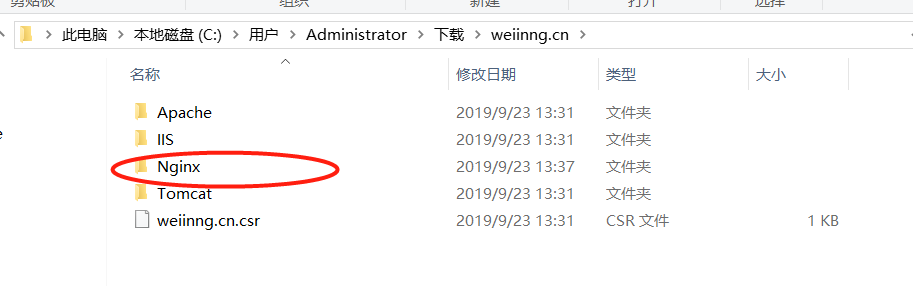 剪贴板 组织 新建 打开 选择
此电脑 > 本地磁盘 (C:) > 用户 > Administrator > 下载 > weiinng.cn >
名称 修改日期 类型 大小
Apache 2019/9/23 13:31 文件夹
IIS 2019/9/23 13:31 文件夹
Nginx 2019/9/23 13:37 文件夹
Tomcat 2019/9/23 13:31 文件夹
weiinng.cn.csr 2019/9/23 13:31 CSR 文件 1 KB